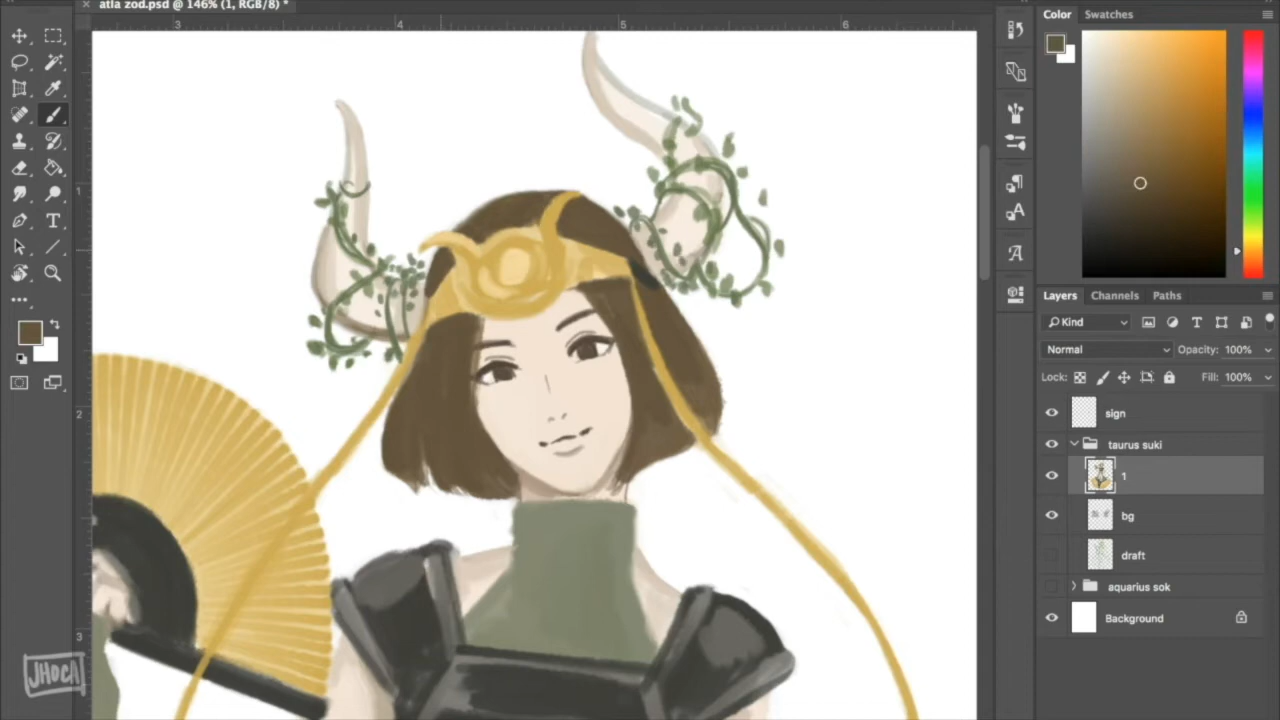 atla zod.psd @ 146% (1, RGB/8) *
3 4 5 6
1
2
3
Color Swatches
Layers Channels Paths
Kind
Normal Opacity: 100%
Lock: Fill: 100%
sign
taurus suki
1
bg
draft
aquarius sok
Background
JHOCA